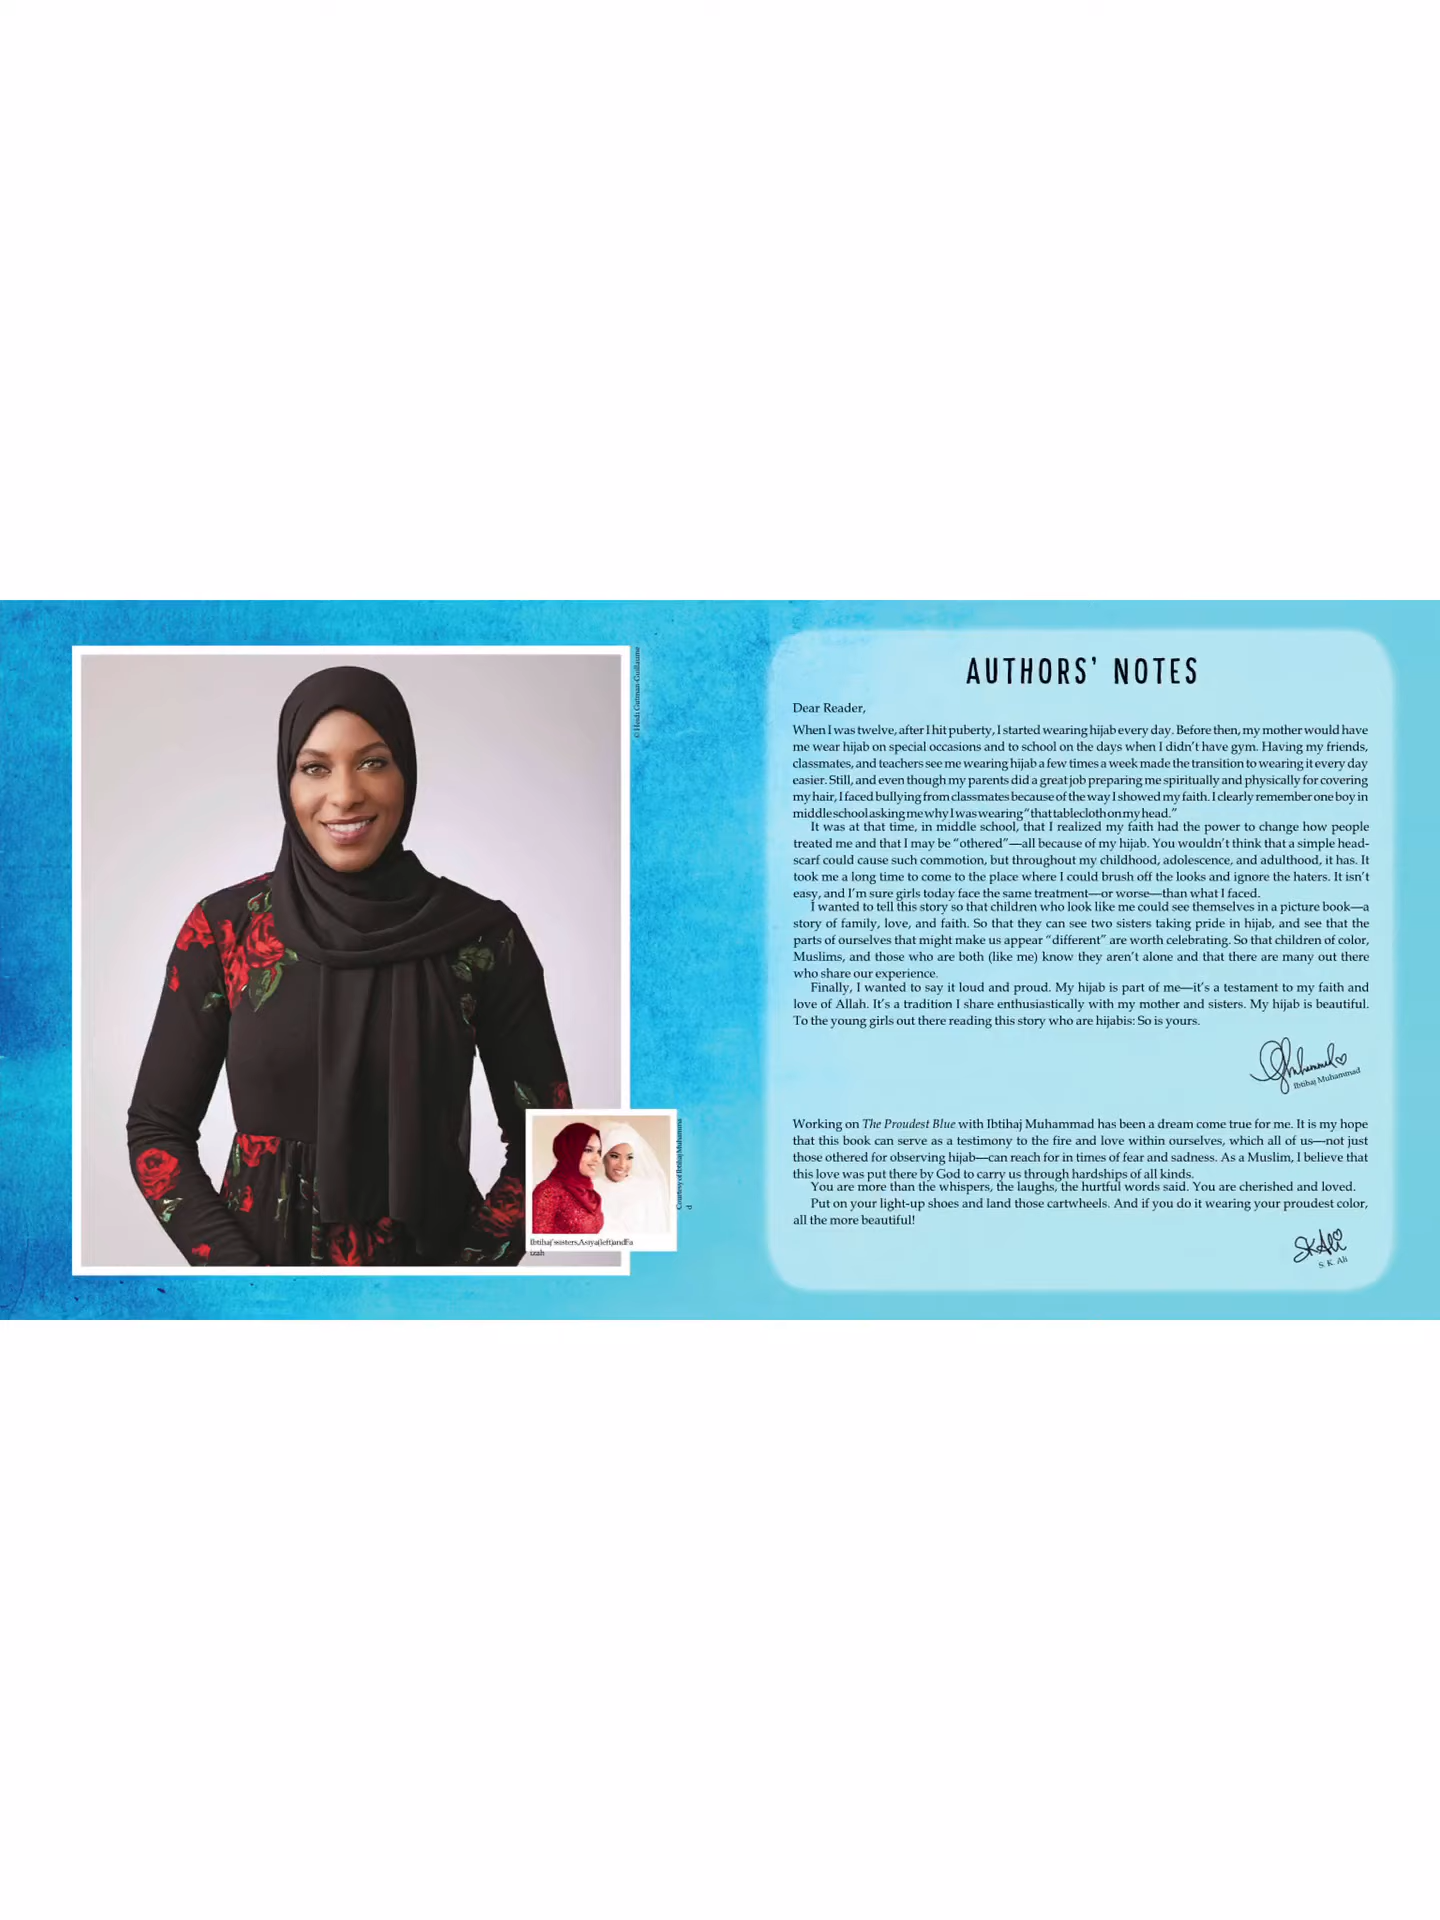 © Heidi Gutman-Guillaume
Courtesy of Ibtihaj Muhamma
d
Ibtihaj'ssisters,Asiya(left)andFa
izah
AUTHORS’ NOTES
Dear Reader,
When I was twelve, after I hit puberty, I started wearing hijab every day. Before then, my mother would have
me wear hijab on special occasions and to school on the days when I didn’t have gym. Having my friends,
classmates, and teachers see me wearing hijab a few times a week made the transition to wearing it every day
easier. Still, and even though my parents did a great job preparing me spiritually and physically for covering
my hair, I faced bullying from classmates because of the way I showed my faith. I clearly remember one boy in
middle school asking me why I was wearing “that tablecloth on my head.”
It was at that time, in middle school, that I realized my faith had the power to change how people
treated me and that I may be “othered”—all because of my hijab. You wouldn’t think that a simple head-
scarf could cause such commotion, but throughout my childhood, adolescence, and adulthood, it has. It
took me a long time to come to the place where I could brush off the looks and ignore the haters. It isn’t
easy, and I’m sure girls today face the same treatment—or worse—than what I faced.
I wanted to tell this story so that children who look like me could see themselves in a picture book—a
story of family, love, and faith. So that they can see two sisters taking pride in hijab, and see that the
parts of ourselves that might make us appear “different” are worth celebrating. So that children of color,
Muslims, and those who are both (like me) know they aren’t alone and that there are many out there
who share our experience.
Finally, I wanted to say it loud and proud. My hijab is part of me—it’s a testament to my faith and
love of Allah. It’s a tradition I share enthusiastically with my mother and sisters. My hijab is beautiful.
To the young girls out there reading this story who are hijabis: So is yours.
Ibtihaj Muhammad
Working on The Proudest Blue with Ibtihaj Muhammad has been a dream come true for me. It is my hope
that this book can serve as a testimony to the fire and love within ourselves, which all of us—not just
those othered for observing hijab—can reach for in times of fear and sadness. As a Muslim, I believe that
this love was put there by God to carry us through hardships of all kinds.
You are more than the whispers, the laughs, the hurtful words said. You are cherished and loved.
Put on your light-up shoes and land those cartwheels. And if you do it wearing your proudest color,
all the more beautiful!
SKAli
S. K. Ali